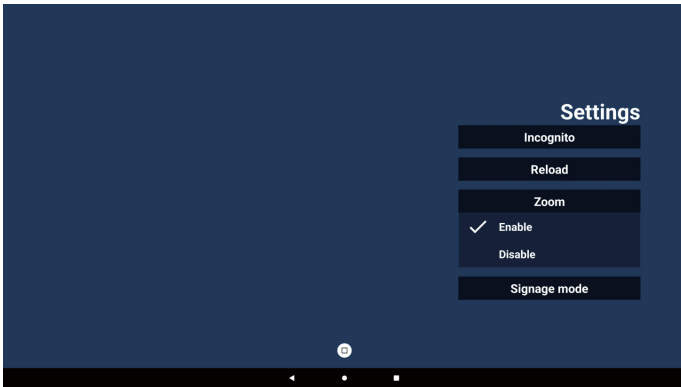 Settings
Incognito
Reload
Zoom
Enable
Disable
Signage mode